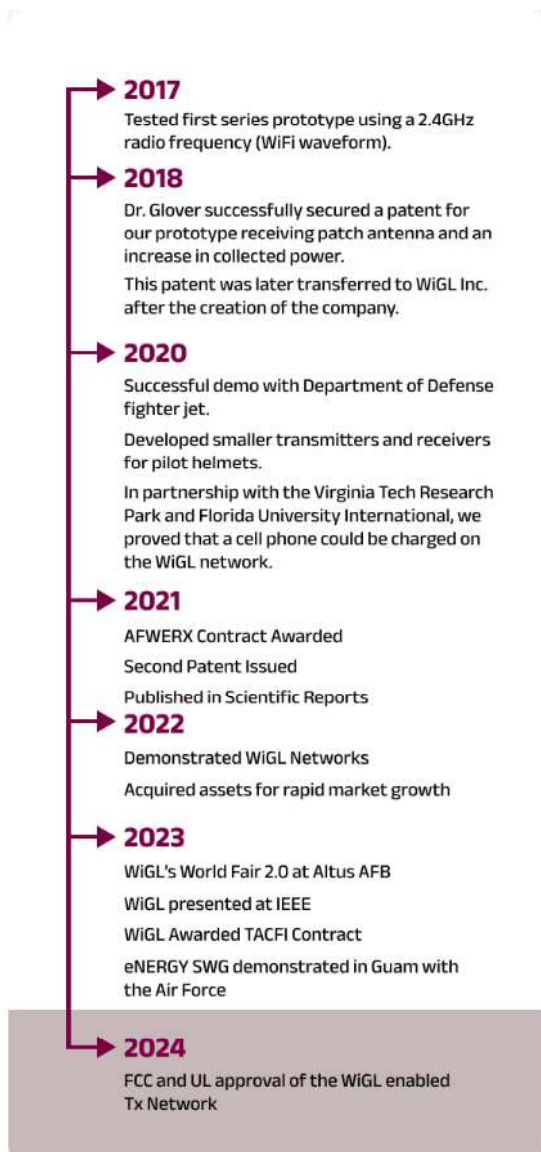 2017
Tested first series prototype using a 2.4GHz
radio frequency (WiFi waveform).
2018
Dr. Glover successfully secured a patent for
our prototype receiving patch antenna and an
increase in collected power.
This patent was later transferred to WiGL Inc.
after the creation of the company.
2020
Successful demo with Department of Defense
fighter jet.
Developed smaller transmitters and receivers
for pilot helmets.
In partnership with the Virginia Tech Research
Park and Florida University International, we
proved that a cell phone could be charged on
the WiGL network.
2021
AFWERX Contract Awarded
Second Patent Issued
Published in Scientific Reports
2022
Demonstrated WiGL Networks
Acquired assets for rapid market growth
2023
WiGL's World Fair 2.0 at Altus AFB
WiGL presented at IEEE
WiGL Awarded TACFI Contract
eNERGY SWG demonstrated in Guam with
the Air Force
2024
FCC and UL approval of the WiGL enabled
Tx Network